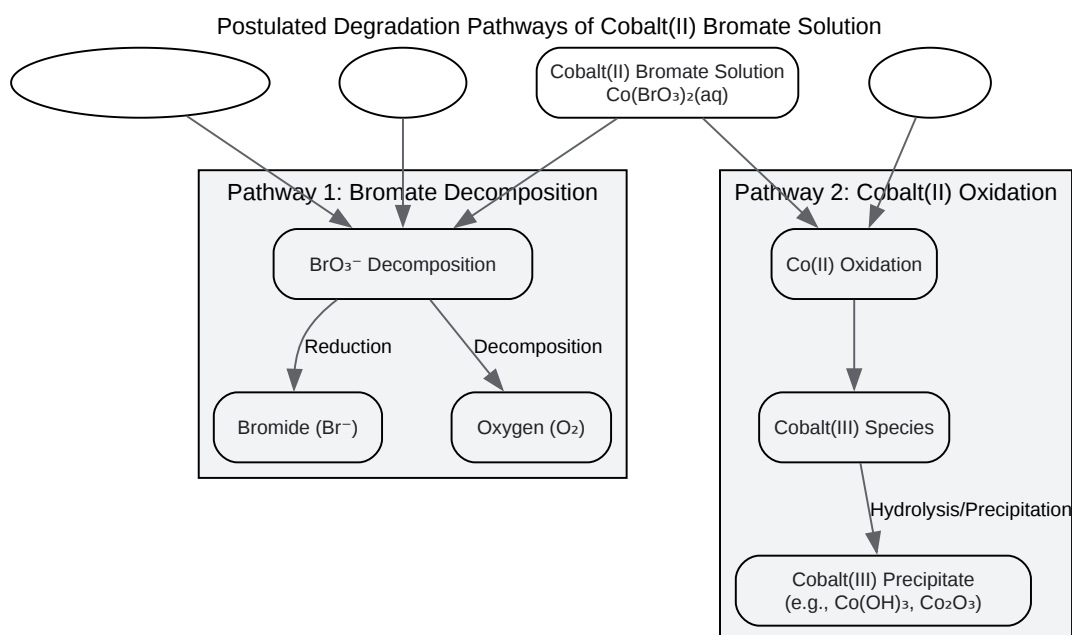 Postulated Degradation Pathways of Cobalt(II) Bromate Solution
Cobalt(II) Bromate Solution
Co(BrO₃)₂(aq)
Pathway 1: Bromate Decomposition
Pathway 2: Cobalt(II) Oxidation
BrO₃⁻ Decomposition
Co(II) Oxidation
Reduction
Decomposition
Bromide (Br⁻)
Oxygen (O₂)
Cobalt(III) Species
Hydrolysis/Precipitation
Cobalt(III) Precipitate
(e.g., Co(OH)₃, Co₂O₃)